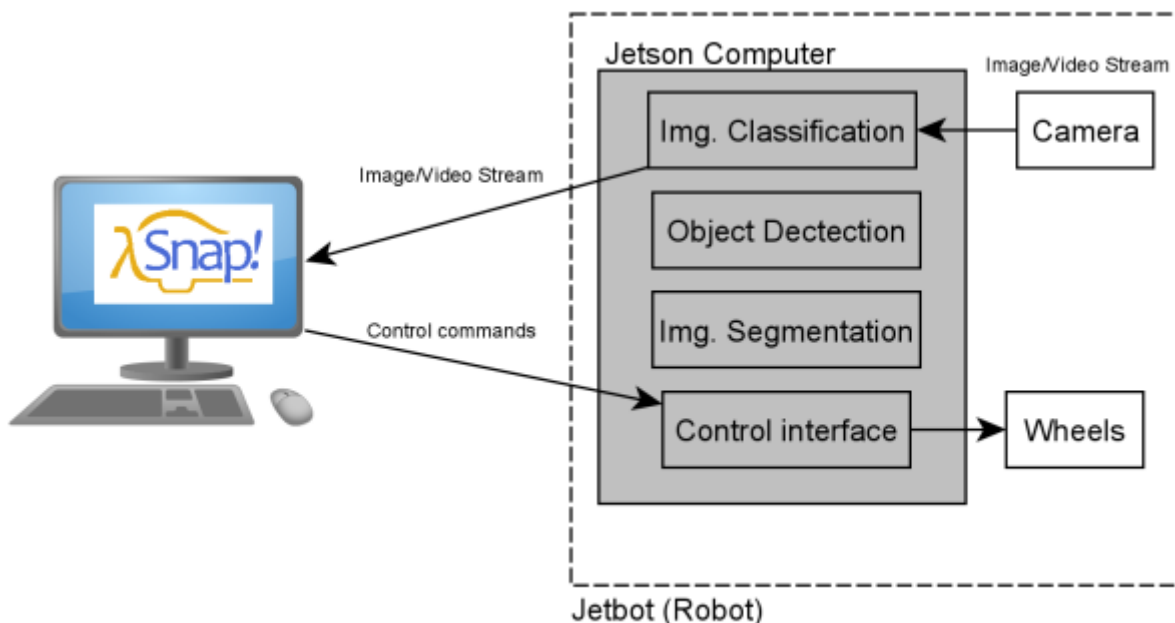 Jetson Computer
Image/Video Stream
Img. Classification
Camera
Image/Video Stream
λSnap!
Object Dectection
Img. Segmentation
Control commands
Control interface
Wheels
Jetbot (Robot)